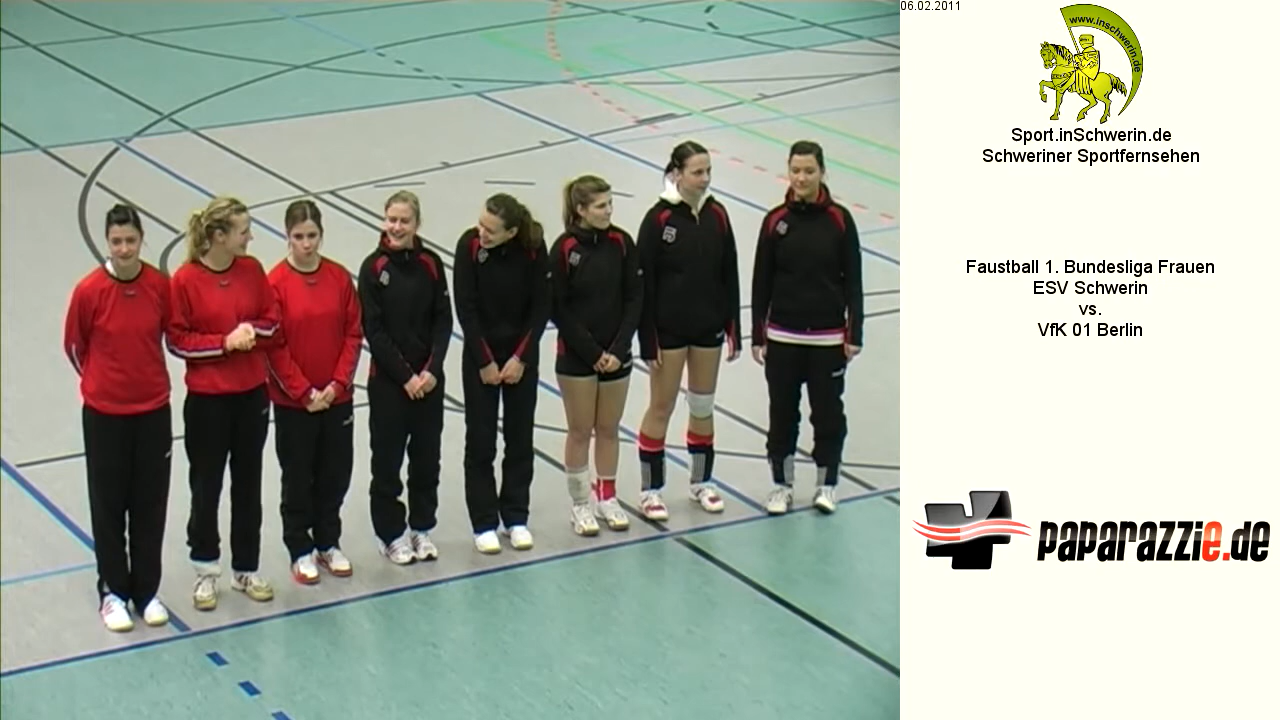 06.02.2011
www.inschwerin.de
Sport.inSchwerin.de
Schweriner Sportfernsehen
Faustball 1. Bundesliga Frauen
ESV Schwerin
vs.
VfK 01 Berlin
paparazzie.de